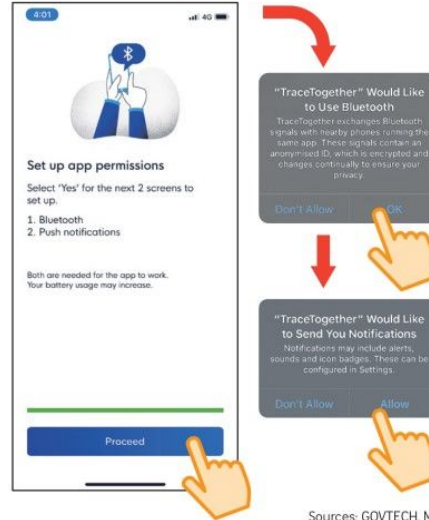 4:01
4G
Set up app permissions
Select 'Yes' for the next 2 screens to
set up.
1. Bluetooth
2. Push notifications
Both are needed for the app to work.
Your battery usage may increase.
Proceed
"TraceTogether" Would Like
to Use Bluetooth
TraceTogether exchanges Bluetooth
signals with nearby phones running the
same app. These signals contain an
anonymised ID, which is encrypted and
changes continually to ensure your
privacy.
Don't Allow
OK
"TraceTogether" Would Like
to Send You Notifications
Notifications may include alerts,
sounds and icon badges. These can be
configured in Settings.
Don't Allow
Allow
Sources: GOVTECH,